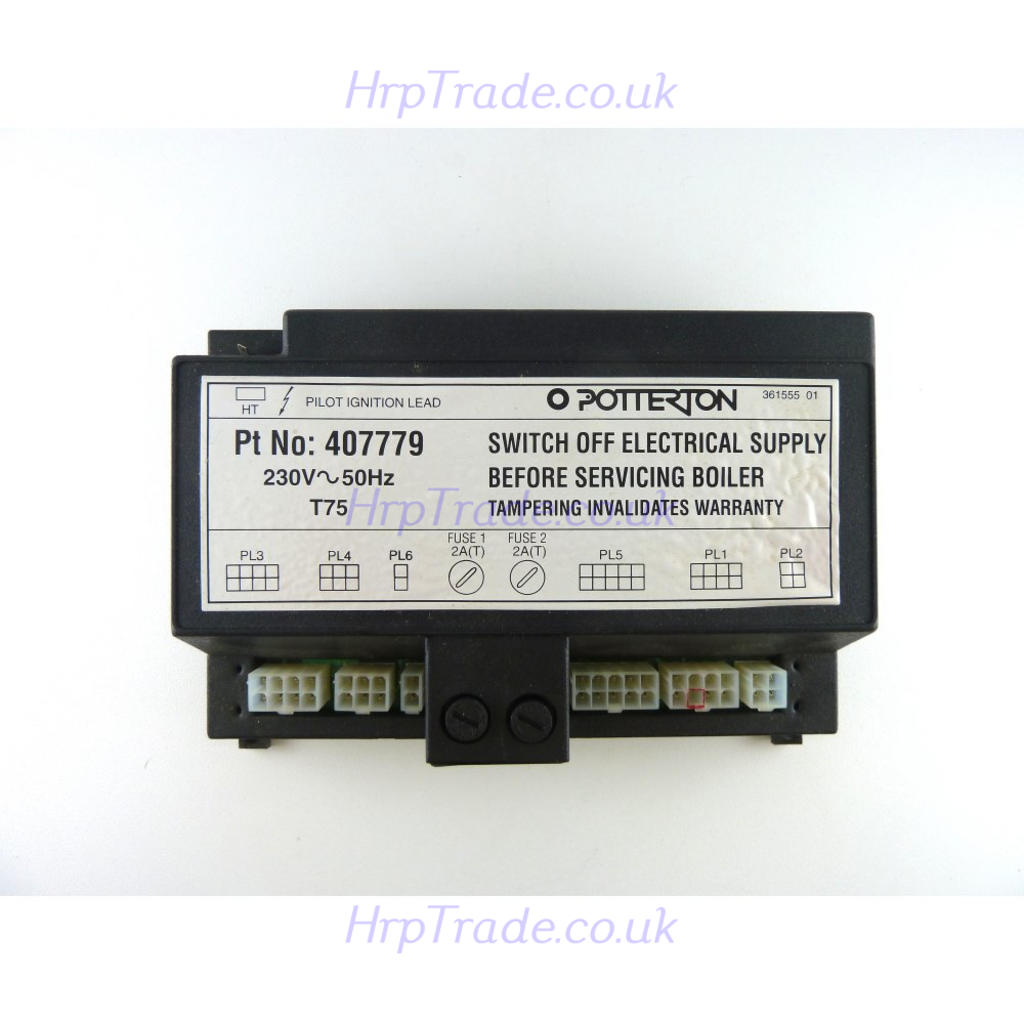 HrpTrade.co.uk
HT PILOT IGNITION LEAD POTTERTON 361555 01
Pt No: 407779 SWITCH OFF ELECTRICAL SUPPLY
230V~50Hz BEFORE SERVICING BOILER
T75 TAMPERING INVALIDATES WARRANTY
HrpTrade.co.uk
FUSE 1 FUSE 2
PL3 PL4 PL6 2A(T) 2A(T) PL5 PL1 PL2
HrpTrade.co.uk